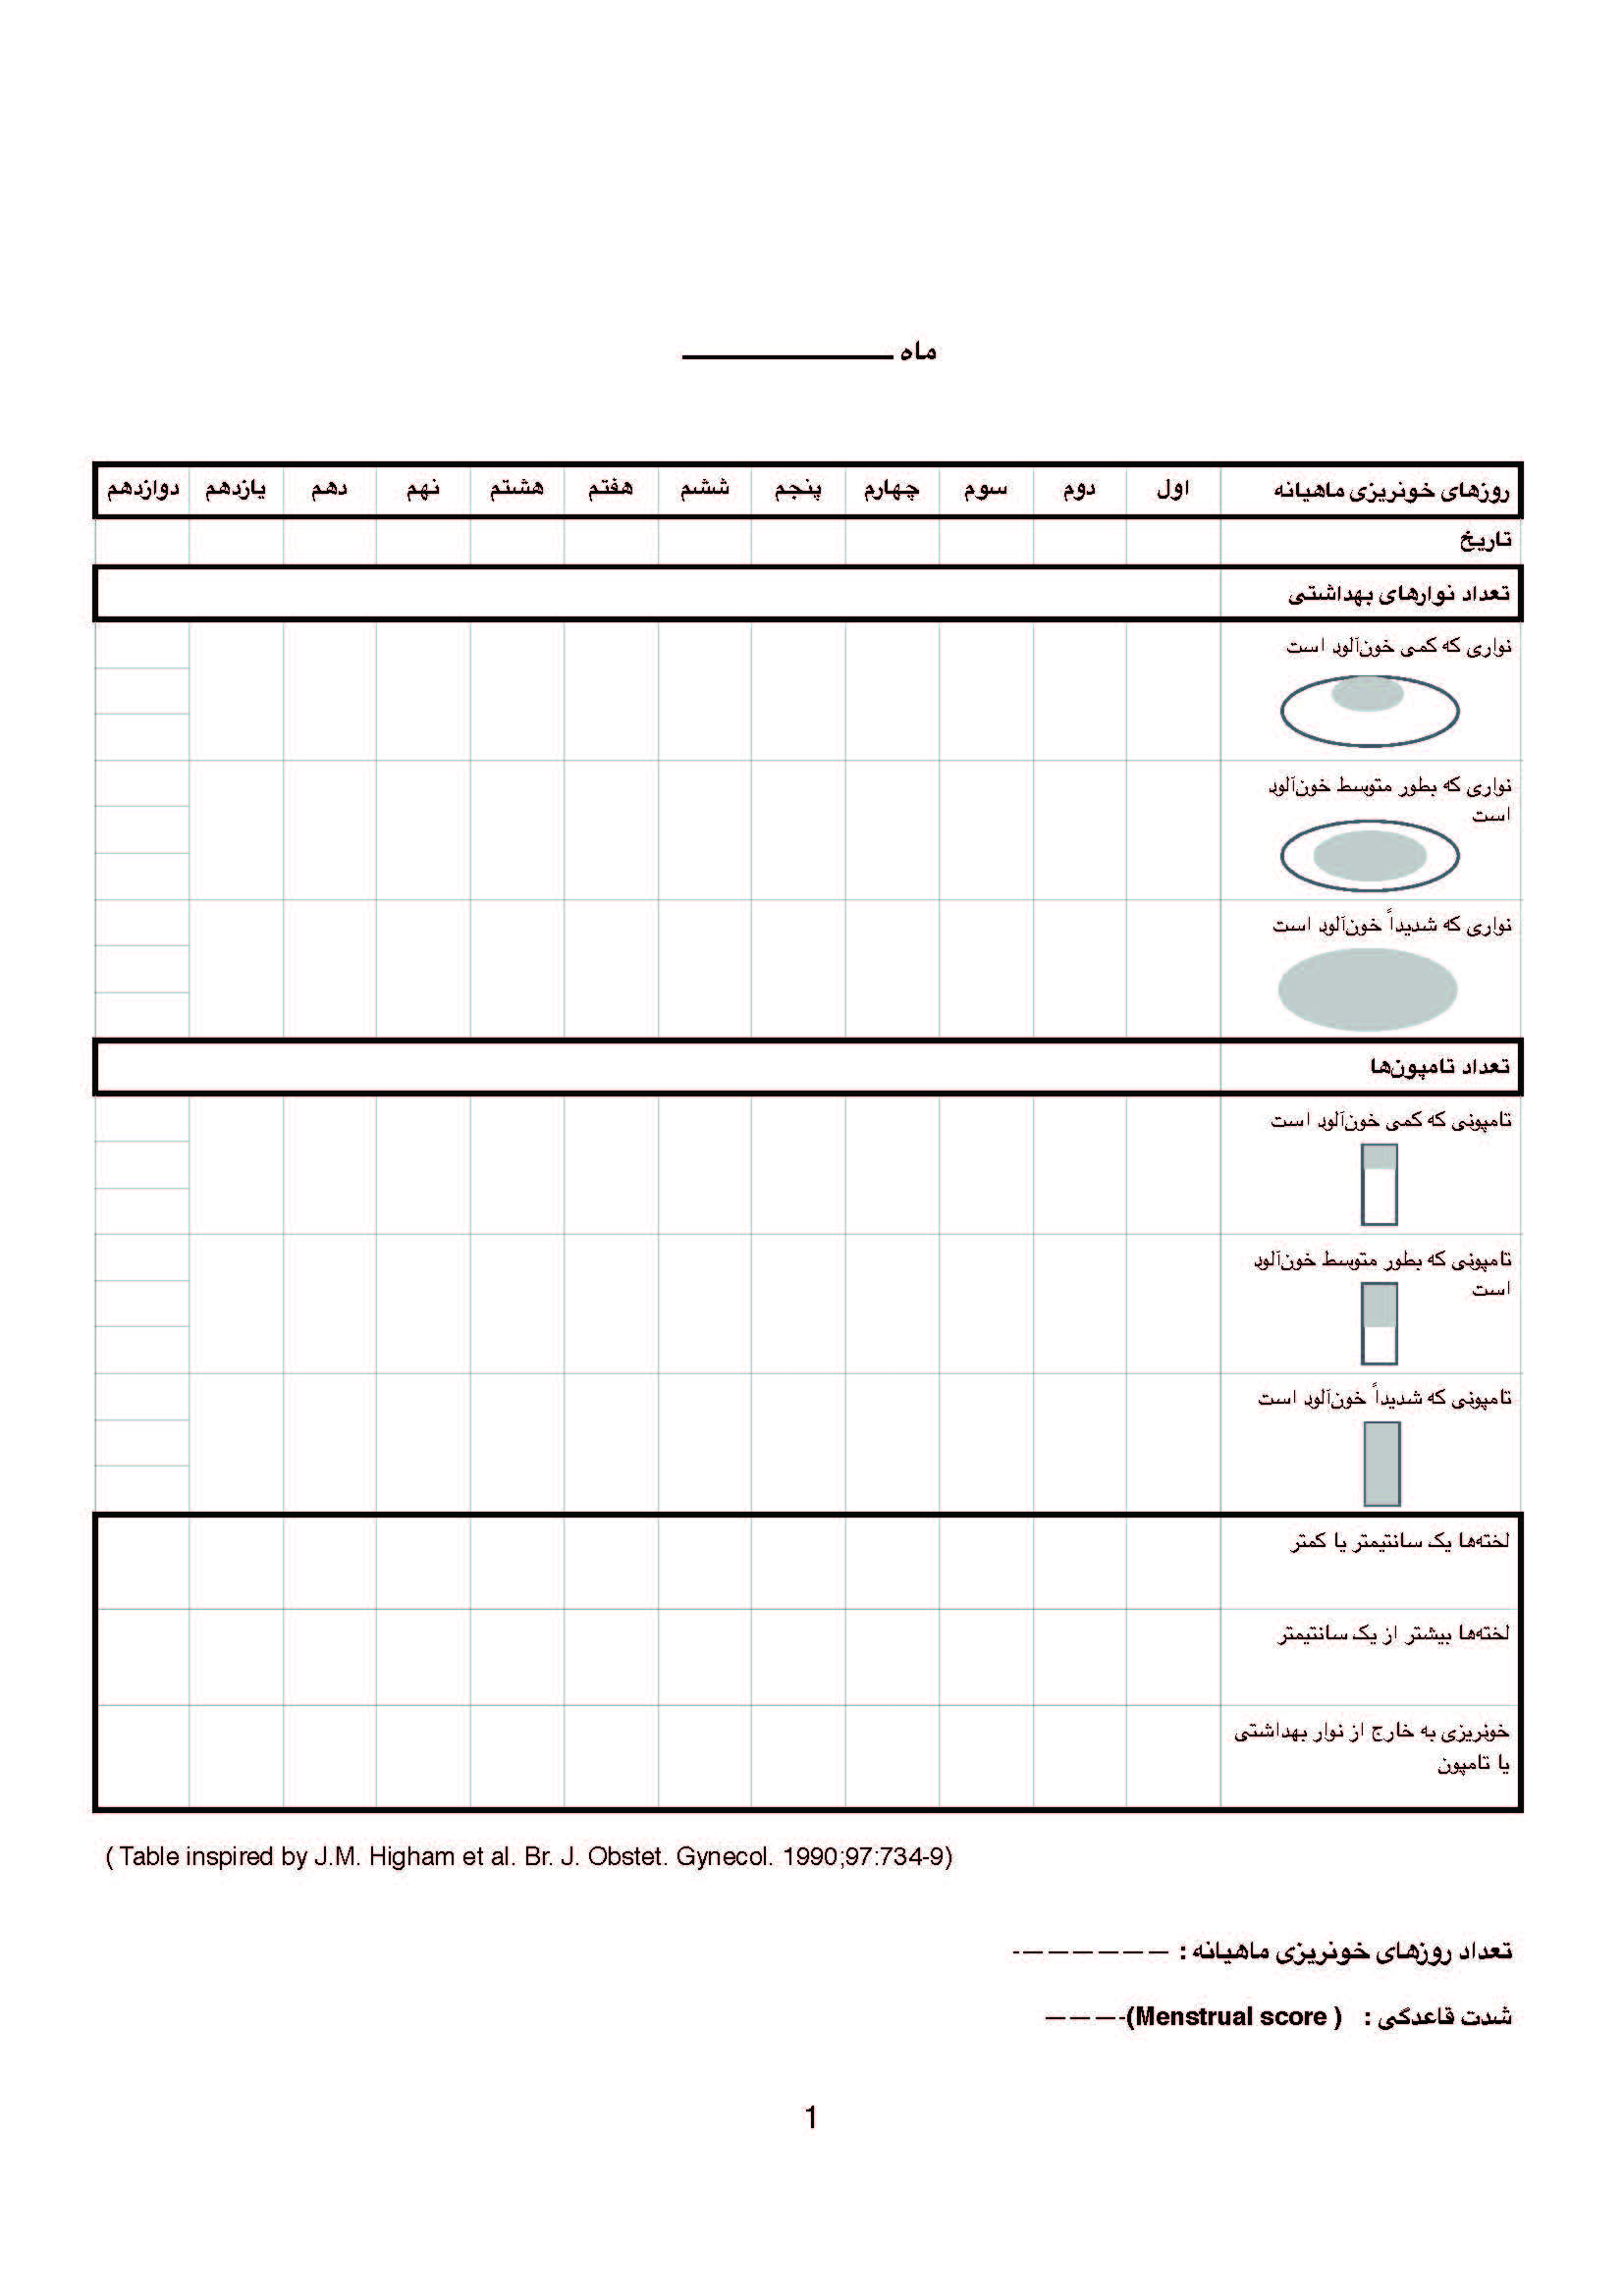 ماه
روزهای خونریزی ماهیانه اول دوم سوم چهارم پنجم ششم هفتم هشتم نهم دهم یازدهم دوازدهم
تاریخ
تعداد نوارهای بهداشتی
نواری که کمی خون‌آلود است
نواری که بطور متوسط خون‌آلود
است
نواری که شدیداً خون‌آلود است
تعداد تامپون‌ها
تامپونی که کمی خون‌آلود است
تامپونی که بطور متوسط خون‌آلود
است
تامپونی که شدیداً خون‌آلود است
لخته‌ها یک سانتیمتر یا کمتر
لخته‌ها بیشتر از یک سانتیمتر
خونریزی به خارج از نوار بهداشتی
یا تامپون
( Table inspired by J.M. Higham et al. Br. J. Obstet. Gynecol. 1990;97:734-9)
تعداد روزهای خونریزی ماهیانه :
شدت قاعدگی : (Menstrual score )
1